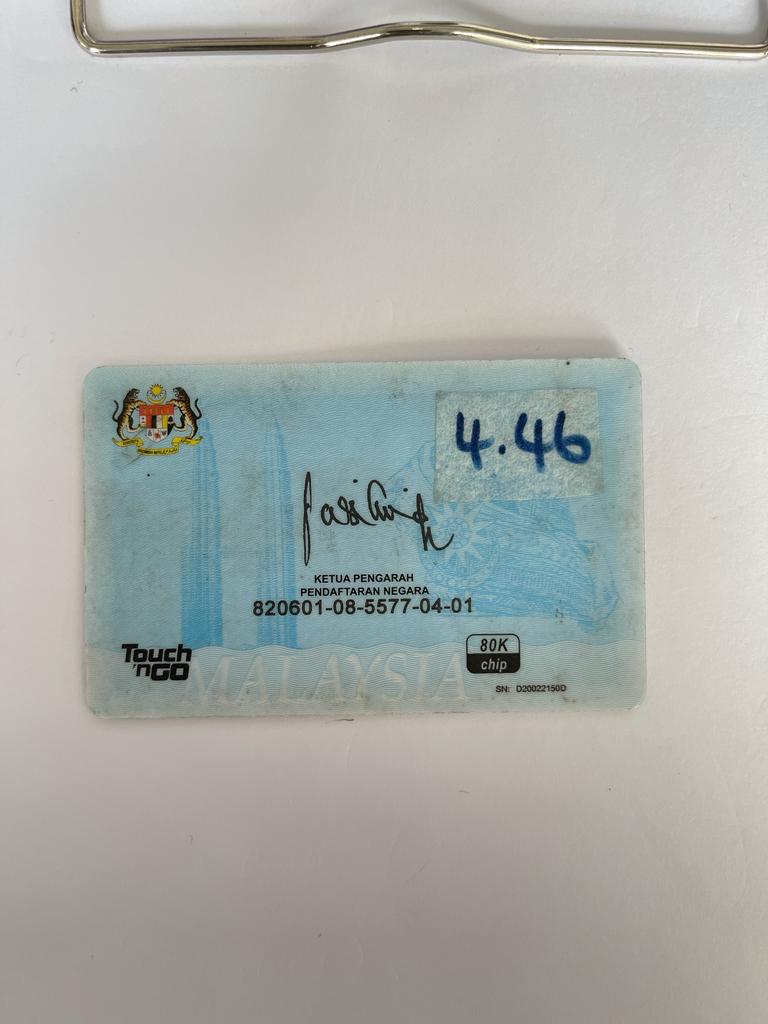 4.46
KETUA PENGARAH
PENDAFTARAN NEGARA
820601-08-5577-04-01
Touch
'nGO
80K
chip
MALAYSIA
SN: D20022150D